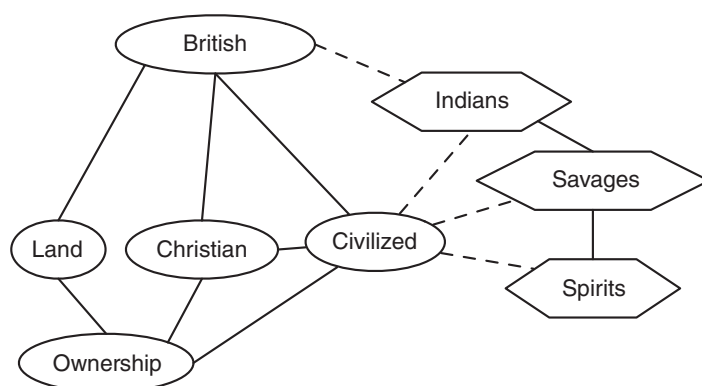 British
Indians
Savages
Land
Christian
Civilized
Spirits
Ownership